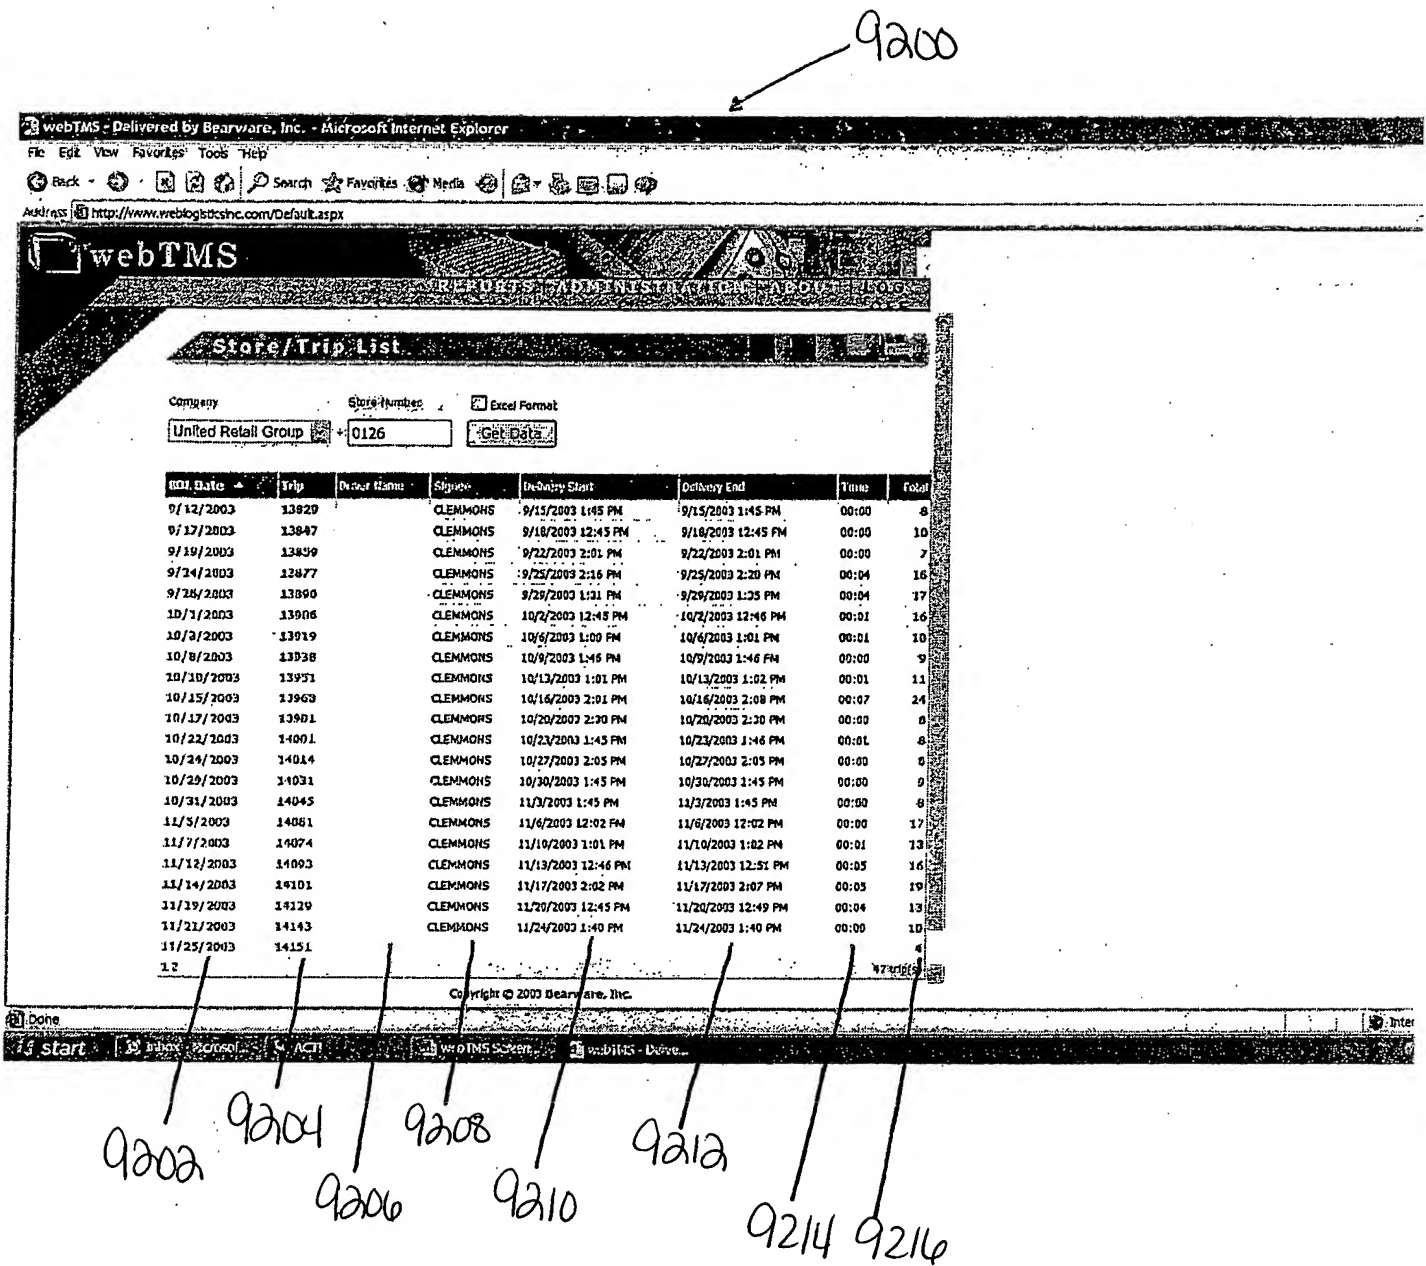 9200
webTMS - Delivered by Bearware, Inc. - Microsoft Internet Explorer
File Edit View Favorites Tools Help
Back Search Favorites Media
Address http://www.weblogisticsinc.com/Default.aspx
webTMS
REPORTS ADMINISTRATION ABOUT LOG
Store/Trip List
Company Store Number Excel Format
United Retail Group 0126 Get Data
BOL Date Trip Driver Name Signee Delivery Start Delivery End Time Total
9/12/2003 13829 CLEMMONS 9/15/2003 1:45 PM 9/15/2003 1:45 PM 00:00 8
9/17/2003 13847 CLEMMONS 9/18/2003 12:45 PM 9/18/2003 12:45 PM 00:00 10
9/19/2003 13859 CLEMMONS 9/22/2003 2:01 PM 9/22/2003 2:01 PM 00:00 7
9/24/2003 13877 CLEMMONS 9/25/2003 2:16 PM 9/25/2003 2:20 PM 00:04 16
9/26/2003 13890 CLEMMONS 9/29/2003 1:31 PM 9/29/2003 1:35 PM 00:04 17
10/1/2003 13906 CLEMMONS 10/2/2003 12:45 PM 10/2/2003 12:46 PM 00:01 16
10/3/2003 13919 CLEMMONS 10/6/2003 1:00 PM 10/6/2003 1:01 PM 00:01 10
10/8/2003 13938 CLEMMONS 10/9/2003 1:46 PM 10/9/2003 1:46 PM 00:00 9
10/10/2003 13951 CLEMMONS 10/13/2003 1:01 PM 10/13/2003 1:02 PM 00:01 11
10/15/2003 13963 CLEMMONS 10/16/2003 2:01 PM 10/16/2003 2:08 PM 00:07 24
10/17/2003 13981 CLEMMONS 10/20/2003 2:30 PM 10/20/2003 2:30 PM 00:00
10/22/2003 14001 CLEMMONS 10/23/2003 1:45 PM 10/23/2003 1:46 PM 00:01 8
10/24/2003 14014 CLEMMONS 10/27/2003 2:05 PM 10/27/2003 2:05 PM 00:00
10/29/2003 14031 CLEMMONS 10/30/2003 1:45 PM 10/30/2003 1:45 PM 00:00 9
10/31/2003 14045 CLEMMONS 11/3/2003 1:45 PM 11/3/2003 1:45 PM 00:00 8
11/5/2003 14061 CLEMMONS 11/6/2003 12:02 PM 11/6/2003 12:02 PM 00:00 17
11/7/2003 14074 CLEMMONS 11/10/2003 1:01 PM 11/10/2003 1:02 PM 00:01 13
11/12/2003 14093 CLEMMONS 11/13/2003 12:46 PM 11/13/2003 12:51 PM 00:05 16
11/14/2003 14101 CLEMMONS 11/17/2003 2:02 PM 11/17/2003 2:07 PM 00:05 19
11/19/2003 14129 CLEMMONS 11/20/2003 12:45 PM 11/20/2003 12:49 PM 00:04 13
11/21/2003 14143 CLEMMONS 11/24/2003 1:40 PM 11/24/2003 1:40 PM 00:00 10
11/25/2003 14151 4
1 2 47 trip(s)
Copyright © 2003 Bearware, Inc.
Done Inter
start Inbox - Microsof... ACT! webTMS Screen... webTMS - Delive...
9202 9204 9206 9208 9210 9212 9214 9216